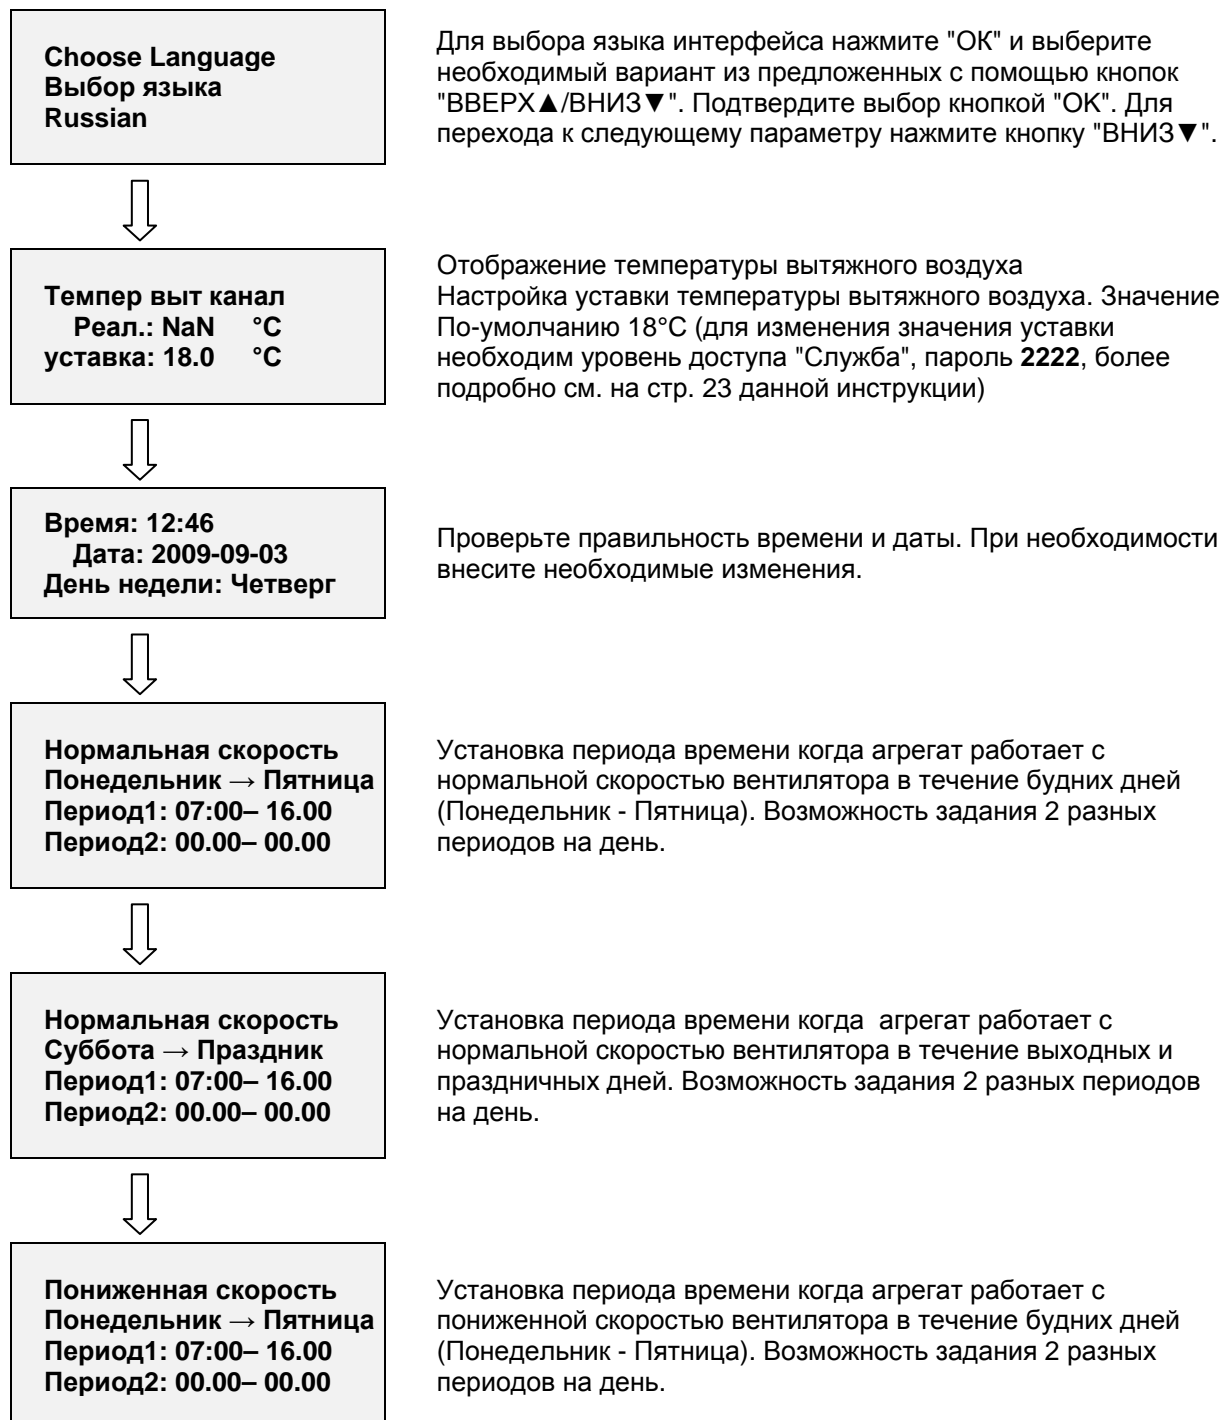 Choose Language
Выбор языка
Russian
Для выбора языка интерфейса нажмите "ОК" и выберите
необходимый вариант из предложенных с помощью кнопок
"ВВЕРХ▲/ВНИЗ▼". Подтвердите выбор кнопкой "ОК". Для
перехода к следующему параметру нажмите кнопку "ВНИЗ▼".
Темпер выт канал
Реал.: NaN °C
уставка: 18.0 °C
Отображение температуры вытяжного воздуха
Настройка уставки температуры вытяжного воздуха. Значение
По-умолчанию 18°C (для изменения значения уставки
необходим уровень доступа "Служба", пароль 2222, более
подробно см. на стр. 23 данной инструкции)
Время: 12:46
Дата: 2009-09-03
День недели: Четверг
Проверьте правильность времени и даты. При необходимости
внесите необходимые изменения.
Нормальная скорость
Понедельник → Пятница
Период1: 07:00– 16.00
Период2: 00.00– 00.00
Установка периода времени когда агрегат работает с
нормальной скоростью вентилятора в течение будних дней
(Понедельник - Пятница). Возможность задания 2 разных
периодов на день.
Нормальная скорость
Суббота → Праздник
Период1: 07:00– 16.00
Период2: 00.00– 00.00
Установка периода времени когда  агрегат работает с
нормальной скоростью вентилятора в течение выходных и
праздничных дней. Возможность задания 2 разных периодов
на день.
Пониженная скорость
Понедельник → Пятница
Период1: 07:00– 16.00
Период2: 00.00– 00.00
Установка периода времени когда  агрегат работает с
пониженной скоростью вентилятора в течение будних дней
(Понедельник - Пятница). Возможность задания 2 разных
периодов на день.